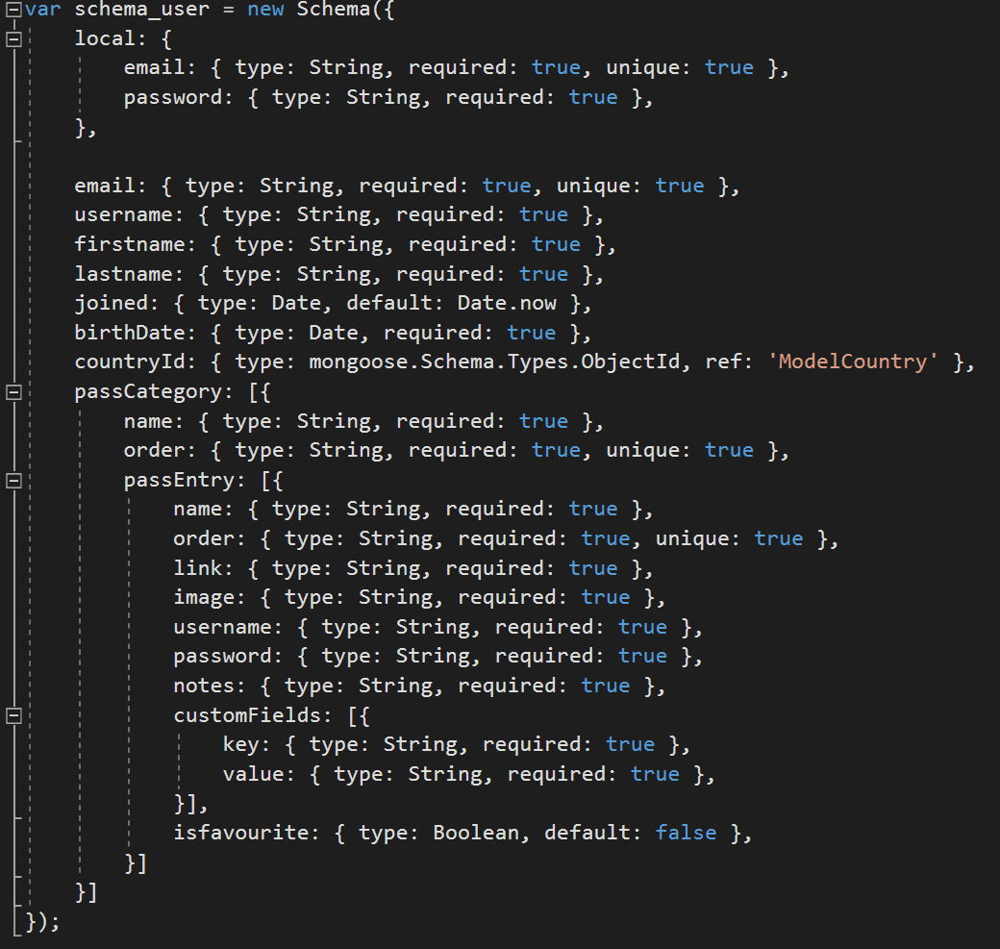 var schema_user = new Schema({
    local: {
        email: { type: String, required: true, unique: true },
        password: { type: String, required: true },
    },

    email: { type: String, required: true, unique: true },
    username: { type: String, required: true },
    firstname: { type: String, required: true },
    lastname: { type: String, required: true },
    joined: { type: Date, default: Date.now },
    birthDate: { type: Date, required: true },
    countryId: { type: mongoose.Schema.Types.ObjectId, ref: 'ModelCountry' },
    passCategory: [{
        name: { type: String, required: true },
        order: { type: String, required: true, unique: true },
        passEntry: [{
            name: { type: String, required: true },
            order: { type: String, required: true, unique: true },
            link: { type: String, required: true },
            image: { type: String, required: true },
            username: { type: String, required: true },
            password: { type: String, required: true },
            notes: { type: String, required: true },
            customFields: [{
                key: { type: String, required: true },
                value: { type: String, required: true },
            }],
            isfavourite: { type: Boolean, default: false },
        }]
    }]
});